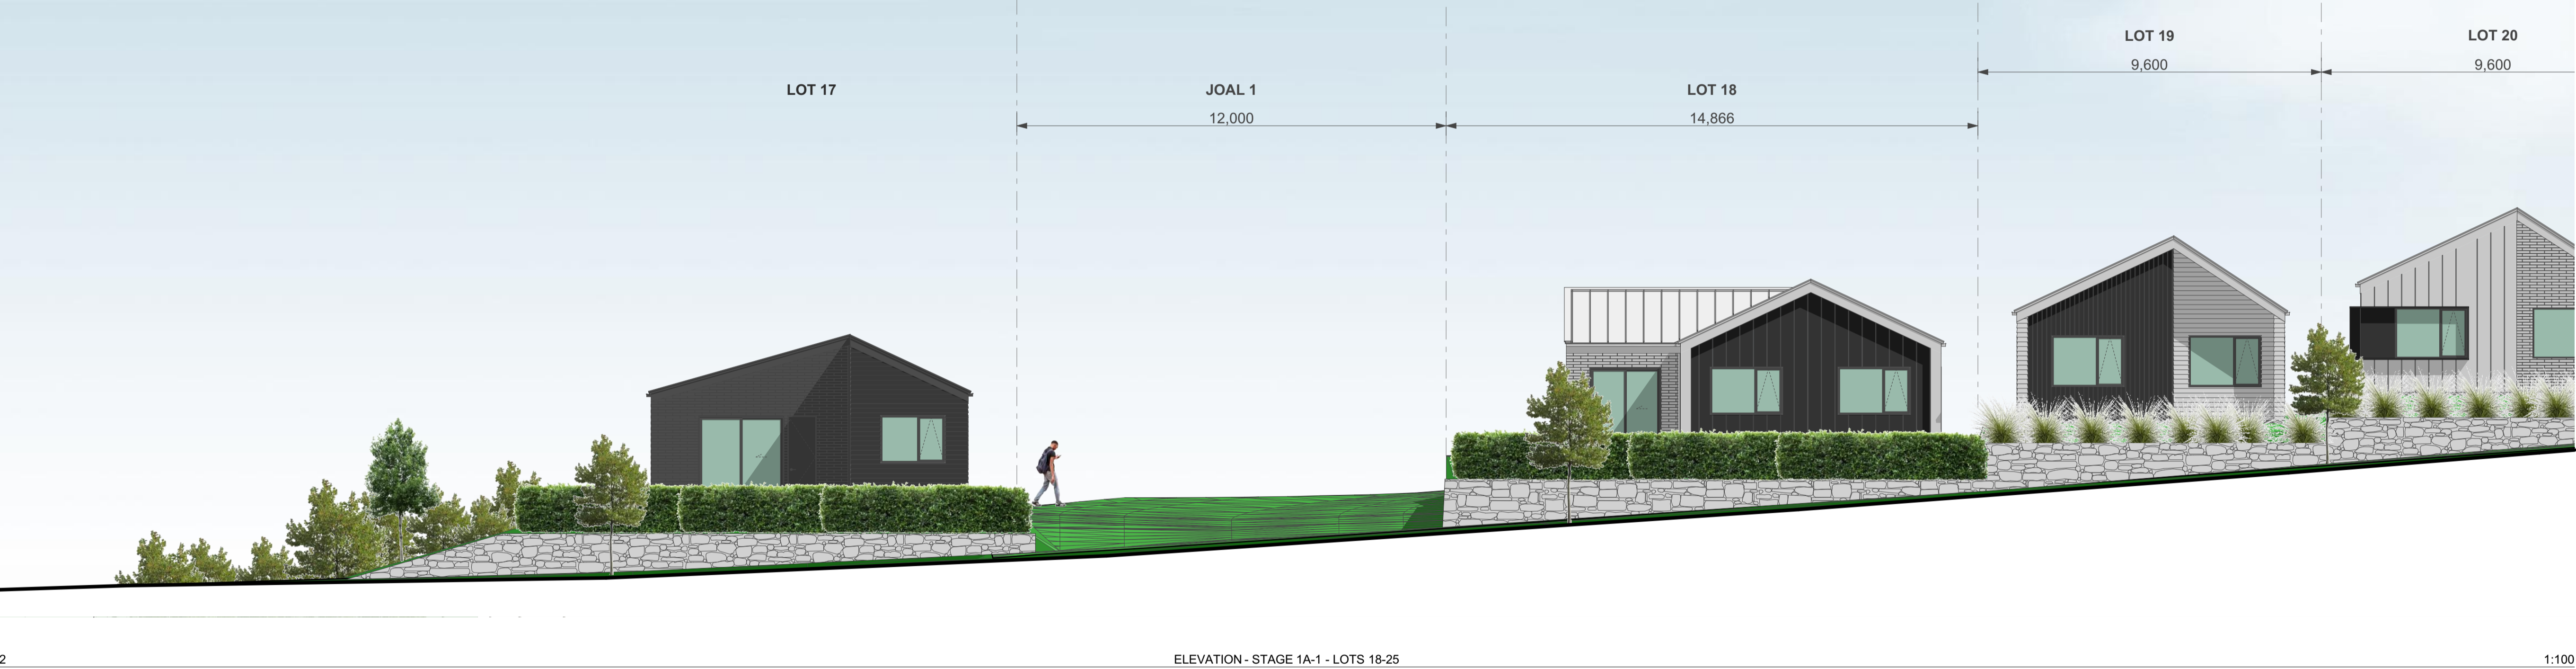 LOT 19
LOT 20
9,600
9,600
LOT 17
JOAL 1
LOT 18
12,000
14,866
2
ELEVATION - STAGE 1A-1 - LOTS 18-25
1:100